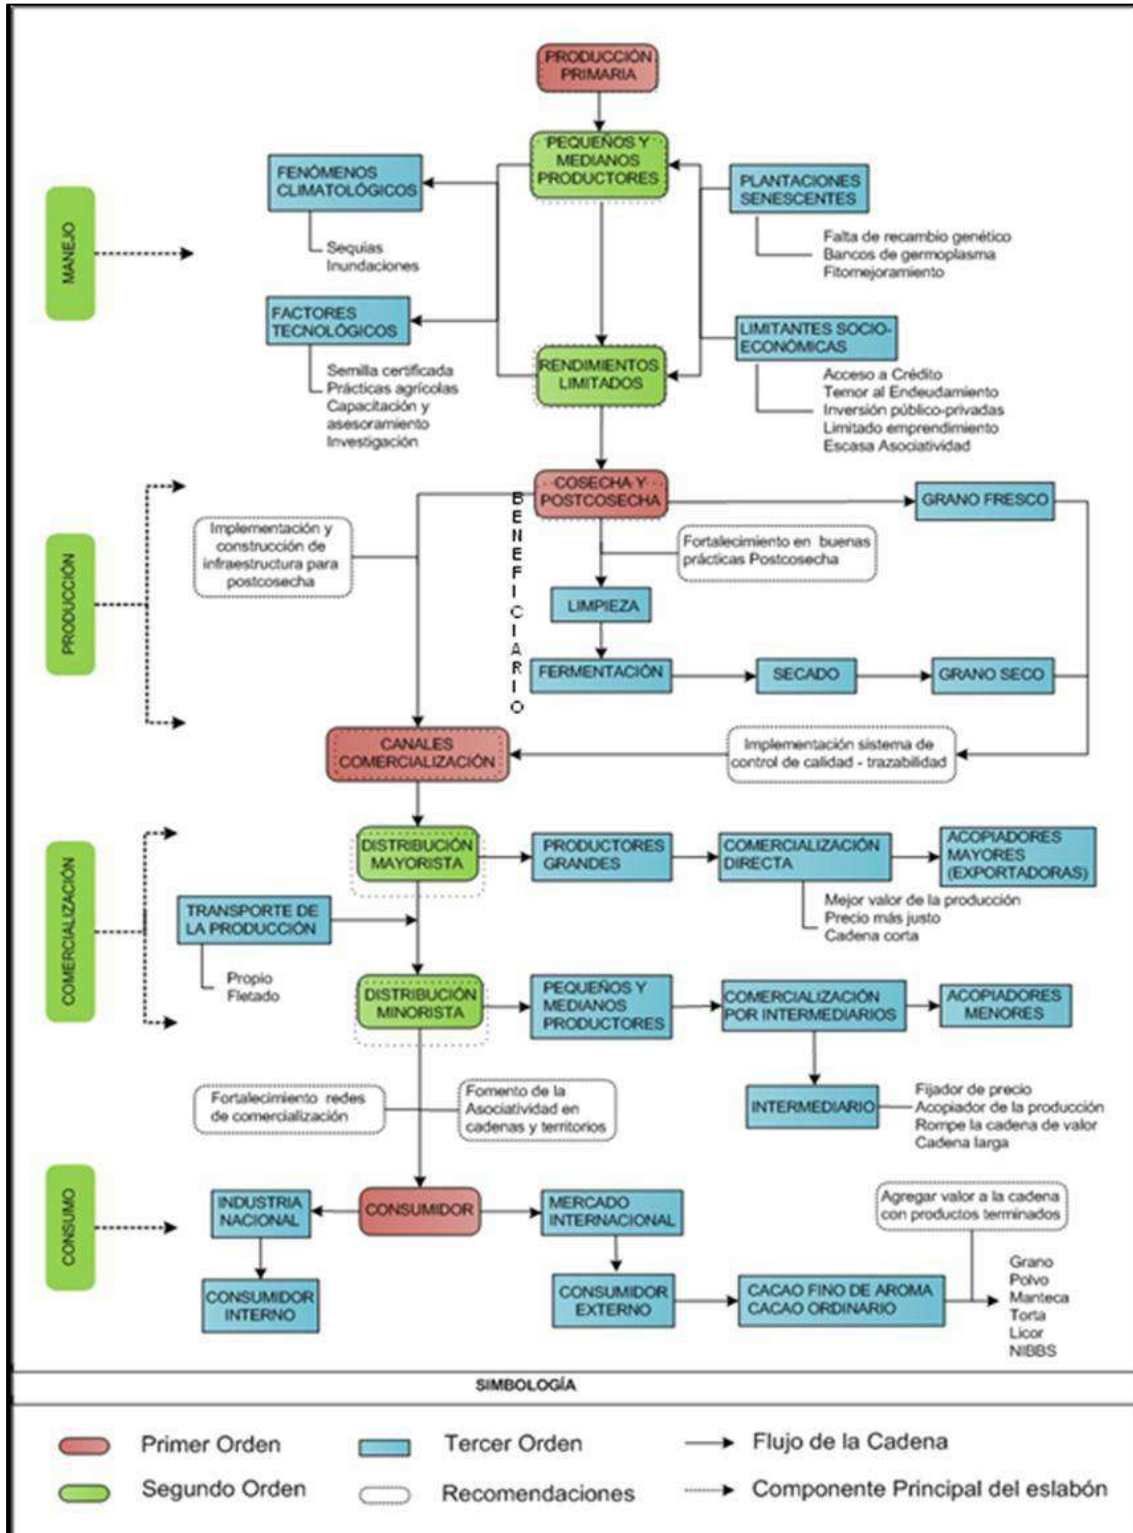 PRODUCCIÓN
PRIMARIA
PEQUEÑOS Y
MEDIANOS
PRODUCTORES
FENÓMENOS
CLIMATOLÓGICOS
Sequias
Inundaciones
PLANTACIONES
SENESCENTES
Falta de recambio genético
Bancos de germoplasma
Fitomejoramiento
MANEJO
FACTORES
TECNOLÓGICOS
Semilla certificada
Prácticas agrícolas
Capacitación y
asesoramiento
Investigación
RENDIMIENTOS
LIMITADOS
LIMITANTES SOCIO-
ECONÓMICAS
Acceso a Crédito
Temor al Endeudamiento
Inversión público-privadas
Limitado emprendimiento
Escasa Asociatividad
COSECHA Y
POSTCOSECHA
GRANO FRESCO
BENEFICIARIO
Implementación y
construcción de
infraestructura para
postcosecha
Fortalecimiento en buenas
prácticas Postcosecha
PRODUCCIÓN
LIMPIEZA
FERMENTACIÓN
SECADO
GRANO SECO
CANALES
COMERCIALIZACIÓN
Implementación sistema de
control de calidad - trazabilidad
DISTRIBUCIÓN
MAYORISTA
PRODUCTORES
GRANDES
COMERCIALIZACIÓN
DIRECTA
ACOPIADORES
MAYORES
(EXPORTADORAS)
Mejor valor de la producción
Precio más justo
Cadena corta
COMERCIALIZACIÓN
TRANSPORTE DE
LA PRODUCCIÓN
Propio
Fletado
DISTRIBUCIÓN
MINORISTA
PEQUEÑOS Y
MEDIANOS
PRODUCTORES
COMERCIALIZACIÓN
POR INTERMEDIARIOS
ACOPIADORES
MENORES
Fortalecimiento redes
de comercialización
Fomento de la
Asociatividad en
cadenas y territorios
INTERMEDIARIO
Fijador de precio
Acopiador de la producción
Rompe la cadena de valor
Cadena larga
CONSUMO
INDUSTRIA
NACIONAL
CONSUMIDOR
MERCADO
INTERNACIONAL
Agregar valor a la cadena
con productos terminados
CONSUMIDOR
INTERNO
CONSUMIDOR
EXTERNO
CACAO FINO DE AROMA
CACAO ORDINARIO
Grano
Polvo
Manteca
Torta
Licor
NIBBS
SIMBOLOGÍA
Primer Orden
Tercer Orden
Flujo de la Cadena
Segundo Orden
Recomendaciones
Componente Principal del eslabón